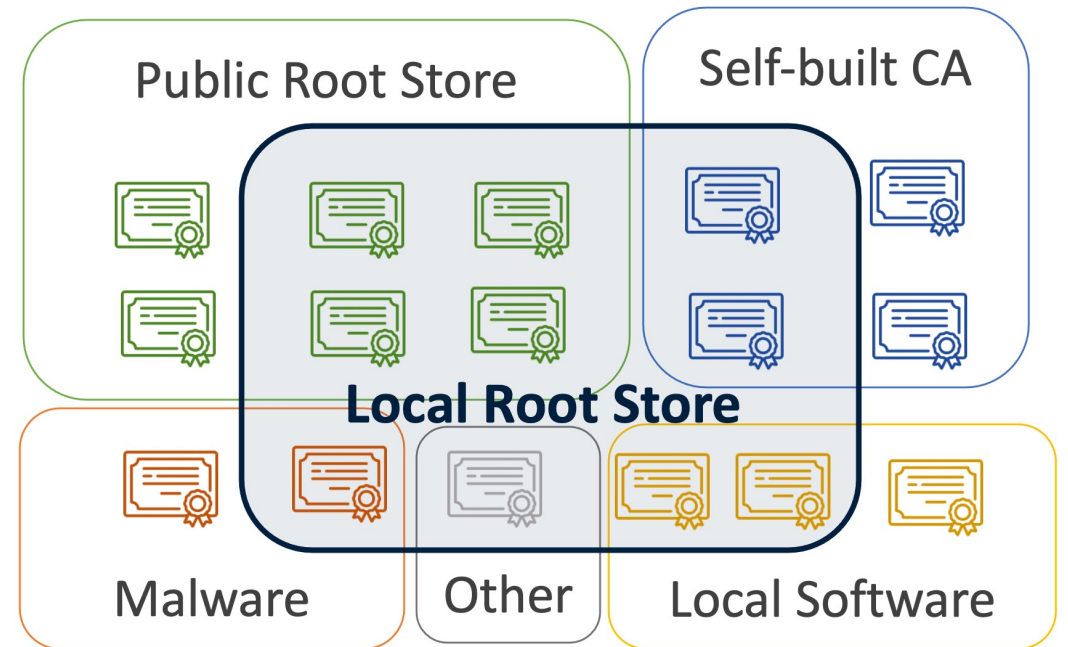 Public Root Store
Self-built CA
Local Root Store
Malware
Other
Local Software